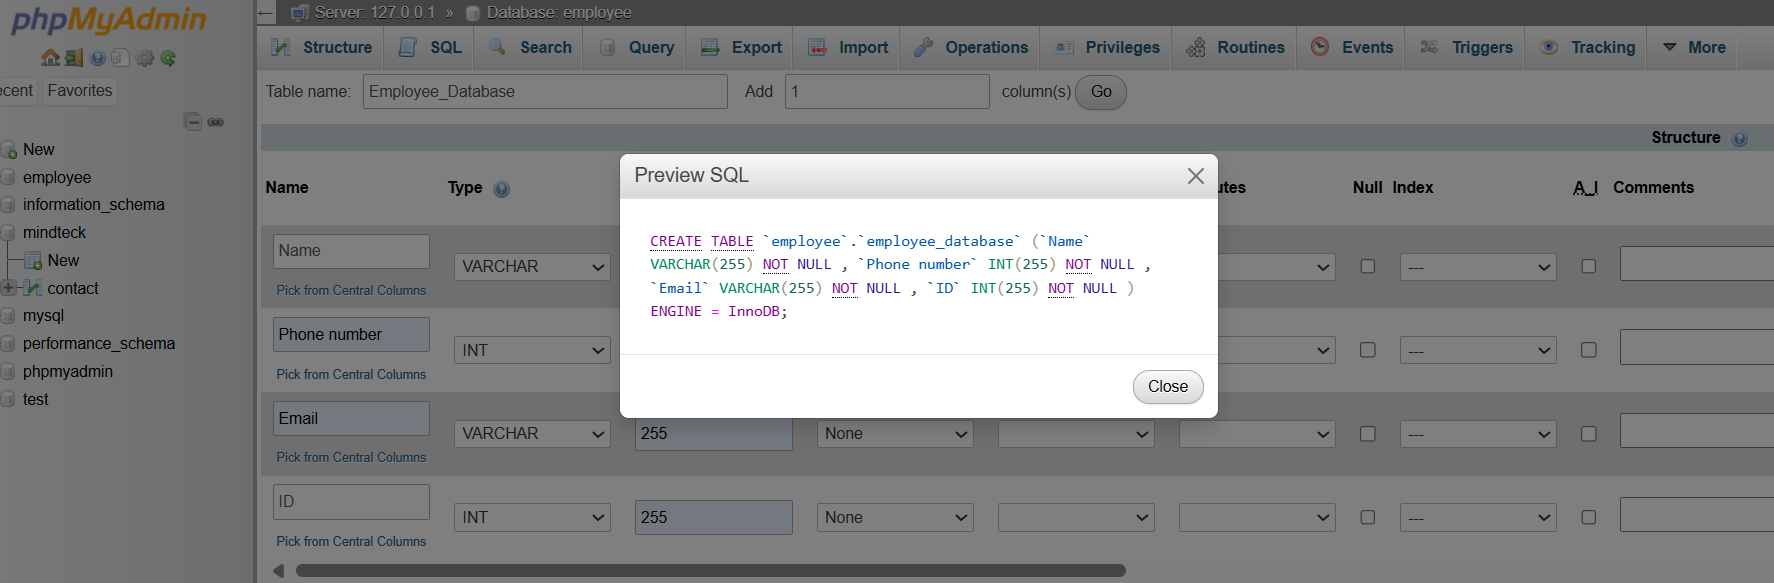 phpMyAdmin
Server: 127.0.0.1 » Database: employee
Structure SQL Search Query Export Import Operations Privileges Routines Events Triggers Tracking More
ecent Favorites
Table name: Employee_Database Add 1 column(s) Go
Structure
New
employee
information_schema
mindteck
New
contact
mysql
performance_schema
phpmyadmin
test
Name Type utes Null Index A_I Comments
Name VARCHAR ---
Pick from Central Columns
Phone number INT ---
Pick from Central Columns
Email VARCHAR 255 None ---
Pick from Central Columns
ID INT 255 None ---
Pick from Central Columns
Preview SQL
CREATE TABLE `employee`.`employee_database` (`Name`
VARCHAR(255) NOT NULL , `Phone number` INT(255) NOT NULL ,
`Email` VARCHAR(255) NOT NULL , `ID` INT(255) NOT NULL )
ENGINE = InnoDB;
Close